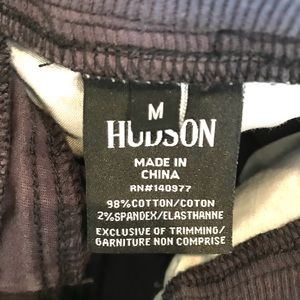 M
HUDSON
MADE IN
CHINA
RN#140977
98%COTTON/COTON
2%SPANDEX/ELASTHANNE
EXCLUSIVE OF TRIMMING/
GARNITURE NON COMPRISE